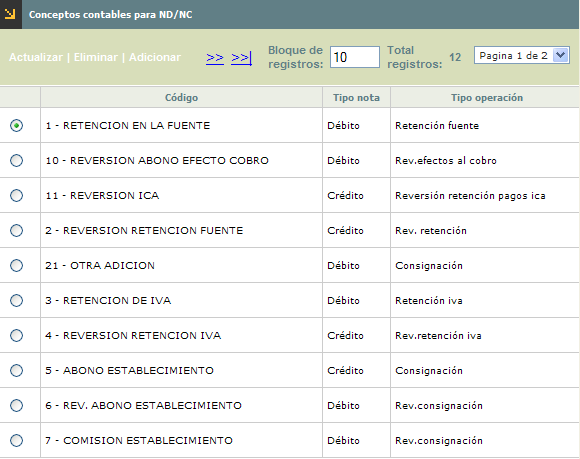 Conceptos contables para ND/NC
Actualizar | Eliminar | Adicionar >> >>| Bloque de registros: 10 Total registros: 12 Pagina 1 de 2
Código Tipo nota Tipo operación
1 - RETENCION EN LA FUENTE Débito Retención fuente
10 - REVERSION ABONO EFECTO COBRO Débito Rev.efectos al cobro
11 - REVERSION ICA Crédito Reversión retención pagos ica
2 - REVERSION RETENCION FUENTE Crédito Rev. retención
21 - OTRA ADICION Débito Consignación
3 - RETENCION DE IVA Débito Retención iva
4 - REVERSION RETENCION IVA Crédito Rev.retención iva
5 - ABONO ESTABLECIMIENTO Crédito Consignación
6 - REV. ABONO ESTABLECIMIENTO Débito Rev.consignación
7 - COMISION ESTABLECIMIENTO Débito Rev.consignación